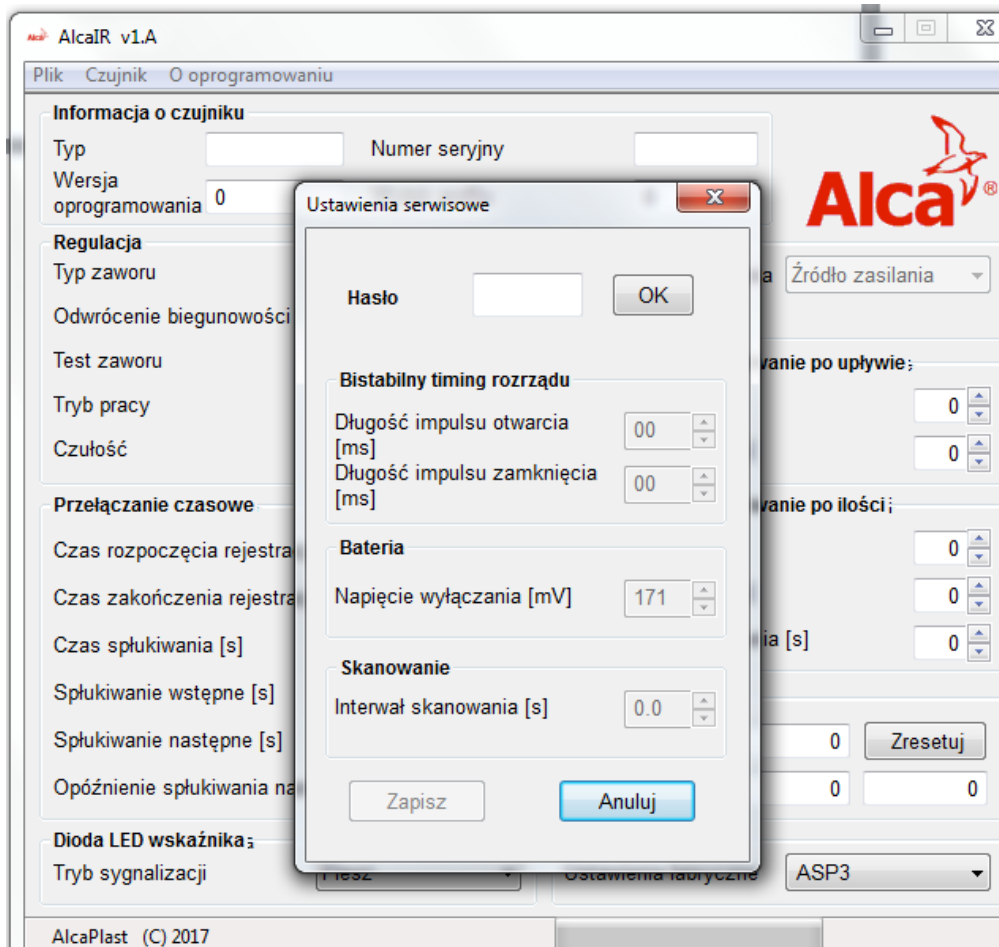 AlcaIR v1.A
Plik Czujnik O oprogramowaniu
Informacja o czujniku
Typ
Numer seryjny
Wersja
oprogramowania 0
Alca®
Regulacja
Typ zaworu
Odwrócenie biegunowości
Test zaworu
Tryb pracy
Czułość
a Źródło zasilania
wanie po upływie
0
0
Przełączanie czasowe
Czas rozpoczęcia rejestra
Czas zakończenia rejestra
Czas spłukiwania [s]
Spłukiwanie wstępne [s]
Spłukiwanie następne [s]
Opóźnienie spłukiwania na
wanie po ilości
0
0
ia [s] 0
0 Zresetuj
0 0
Dioda LED wskaźnika
Tryb sygnalizacji
Ustawienia fabryczne ASP3
AlcaPlast (C) 2017
Ustawienia serwisowe
Hasło OK
Bistabilny timing rozrządu
Długość impulsu otwarcia
[ms] 00
Długość impulsu zamknięcia
[ms] 00
Bateria
Napięcie wyłączania [mV] 171
Skanowanie
Interwał skanowania [s] 0.0
Zapisz Anuluj